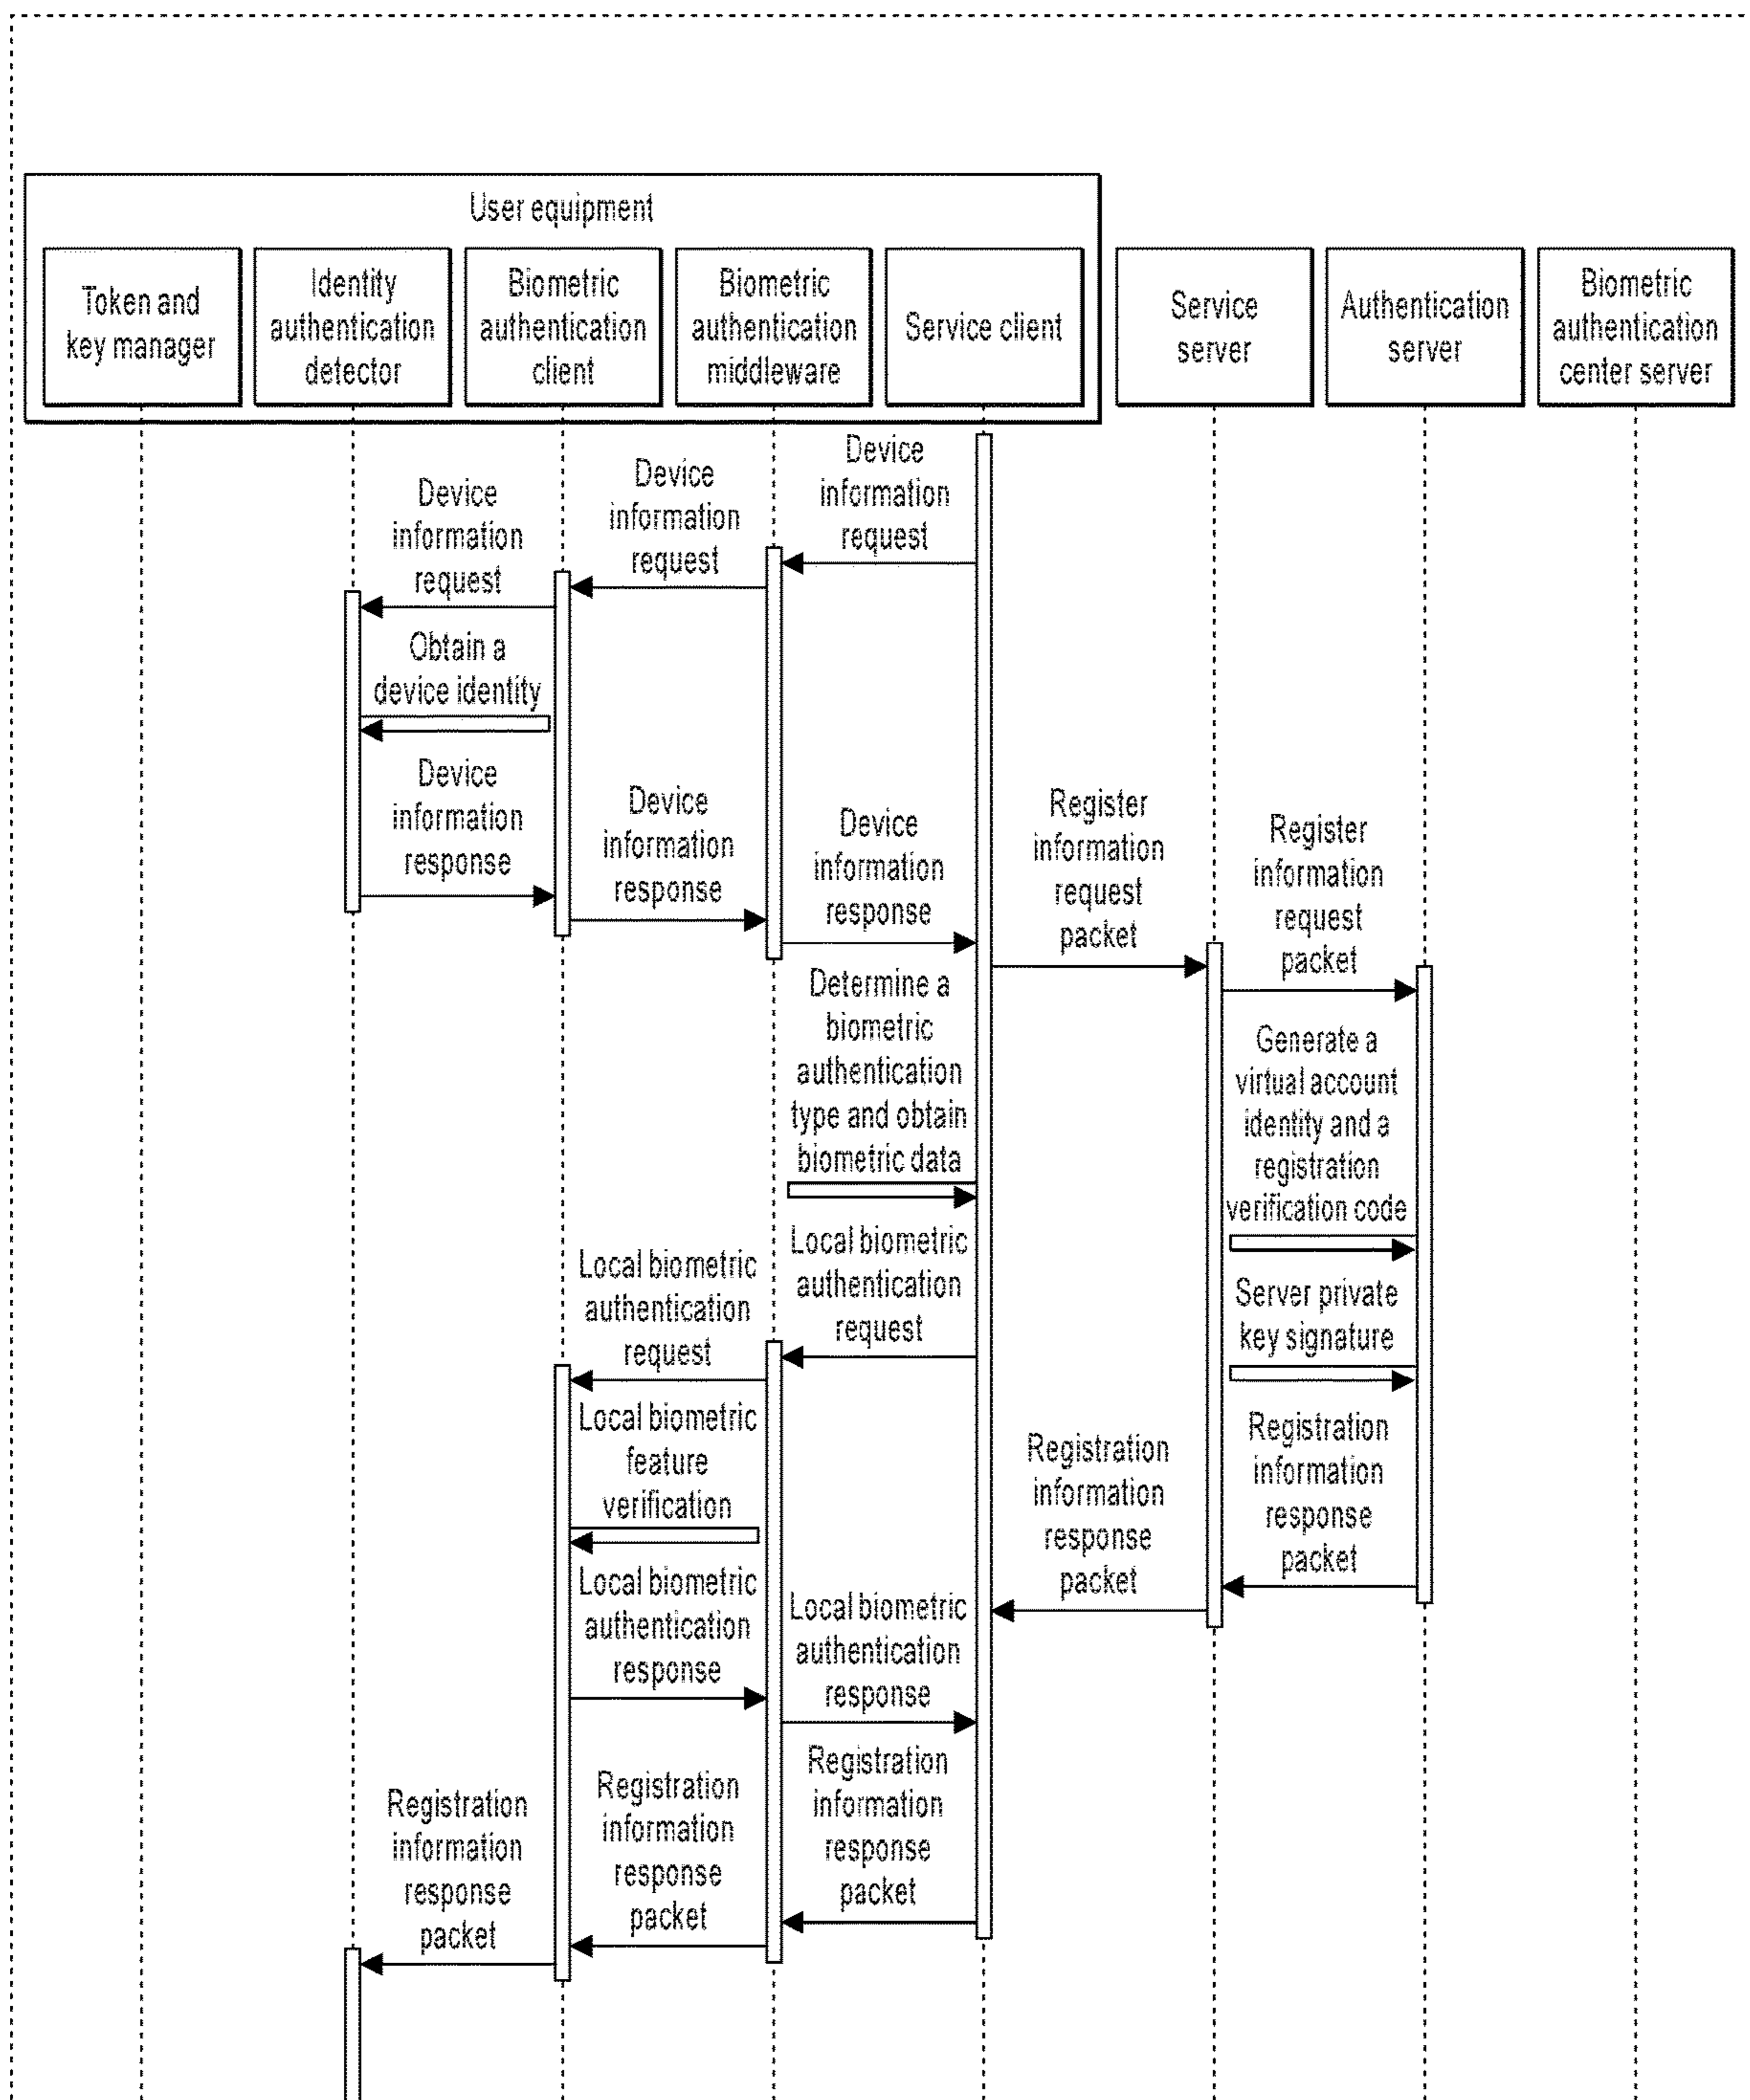 User equipment
Token and
key manager
Identity
authentication
detector
Biometric
authentication
client
Biometric
authentication
middleware
Service client
Service
server
Authentication
server
Biometric
authentication
center server
Device
information
request
Device
information
request
Device
information
request
Obtain a
device identity
Device
information
response
Device
information
response
Device
information
response
Register
information
request
packet
Register
information
request
packet
Determine a
biometric
authentication
type and obtain
biometric data
Generate a
virtual account
identity and a
registration
verification code
Local biometric
authentication
request
Local biometric
authentication
request
Server private
key signature
Local biometric
feature
verification
Registration
information
response
packet
Registration
information
response
packet
Local biometric
authentication
response
Local biometric
authentication
response
Registration
information
response
packet
Registration
information
response
packet
Registration
information
response
packet